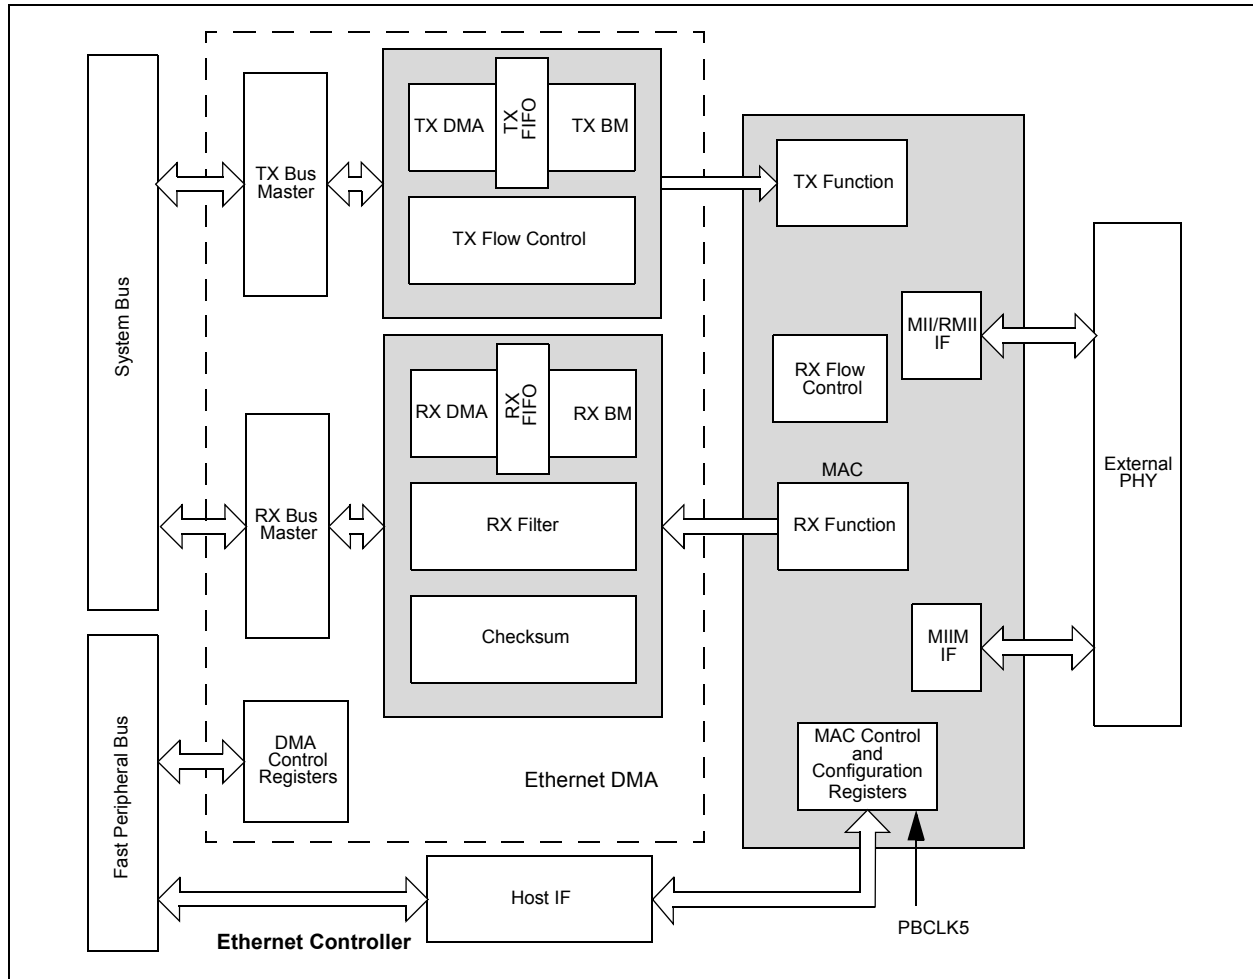 System Bus
Fast Peripheral Bus
TX Bus
Master
TX DMA
TX
FIFO
TX BM
TX Flow Control
RX Bus
Master
RX DMA
RX
FIFO
RX BM
RX Filter
Checksum
DMA
Control
Registers
Ethernet DMA
TX Function
MII/RMII
IF
RX Flow
Control
MAC
RX Function
MIIM
IF
MAC Control
and
Configuration
Registers
External
PHY
Host IF
PBCLK5
Ethernet Controller